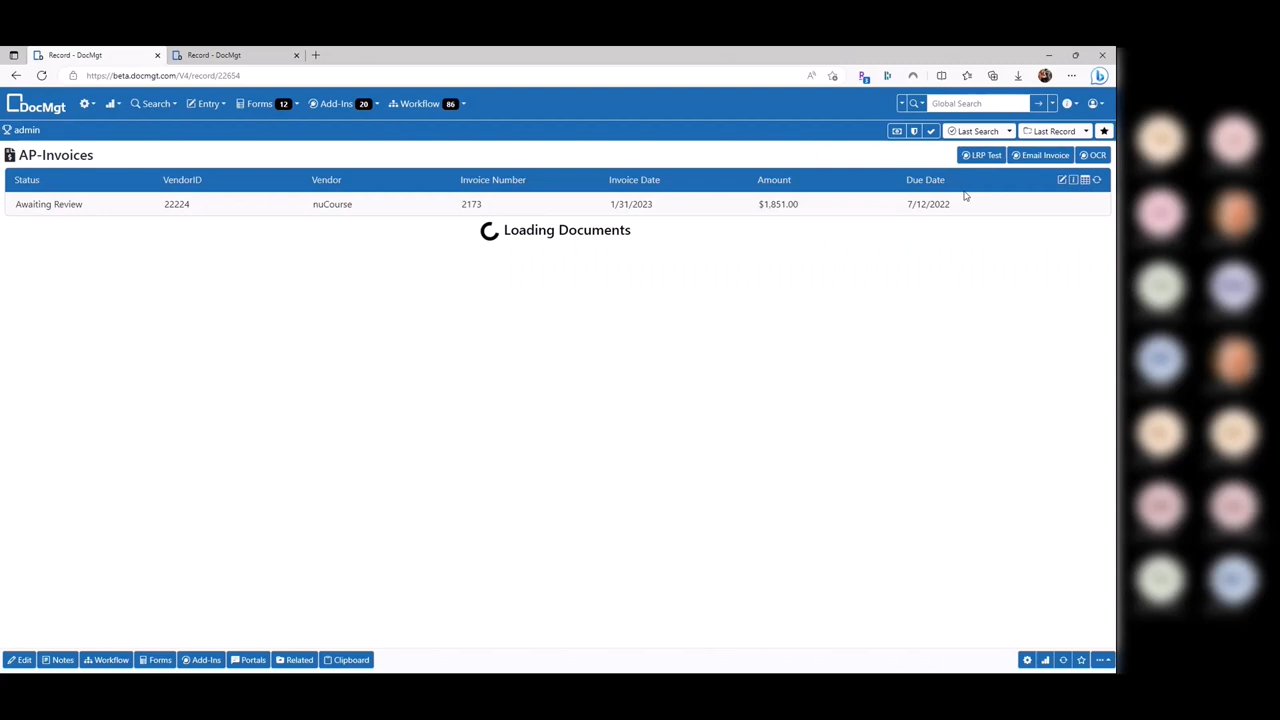 Record - DocMgt
Record - DocMgt
https://beta.docmgt.com/V4/record/22654
DocMgt
Search
Entry
Forms 12
Add-Ins 20
Workflow 86
Global Search
admin
Last Search
Last Record
AP-Invoices
LRP Test
Email Invoice
OCR
Status VendorID Vendor Invoice Number Invoice Date Amount Due Date
Awaiting Review 22224 nuCourse 2173 1/31/2023 $1,851.00 7/12/2022
Loading Documents
Edit Notes Workflow Forms Add-Ins Portals Related Clipboard